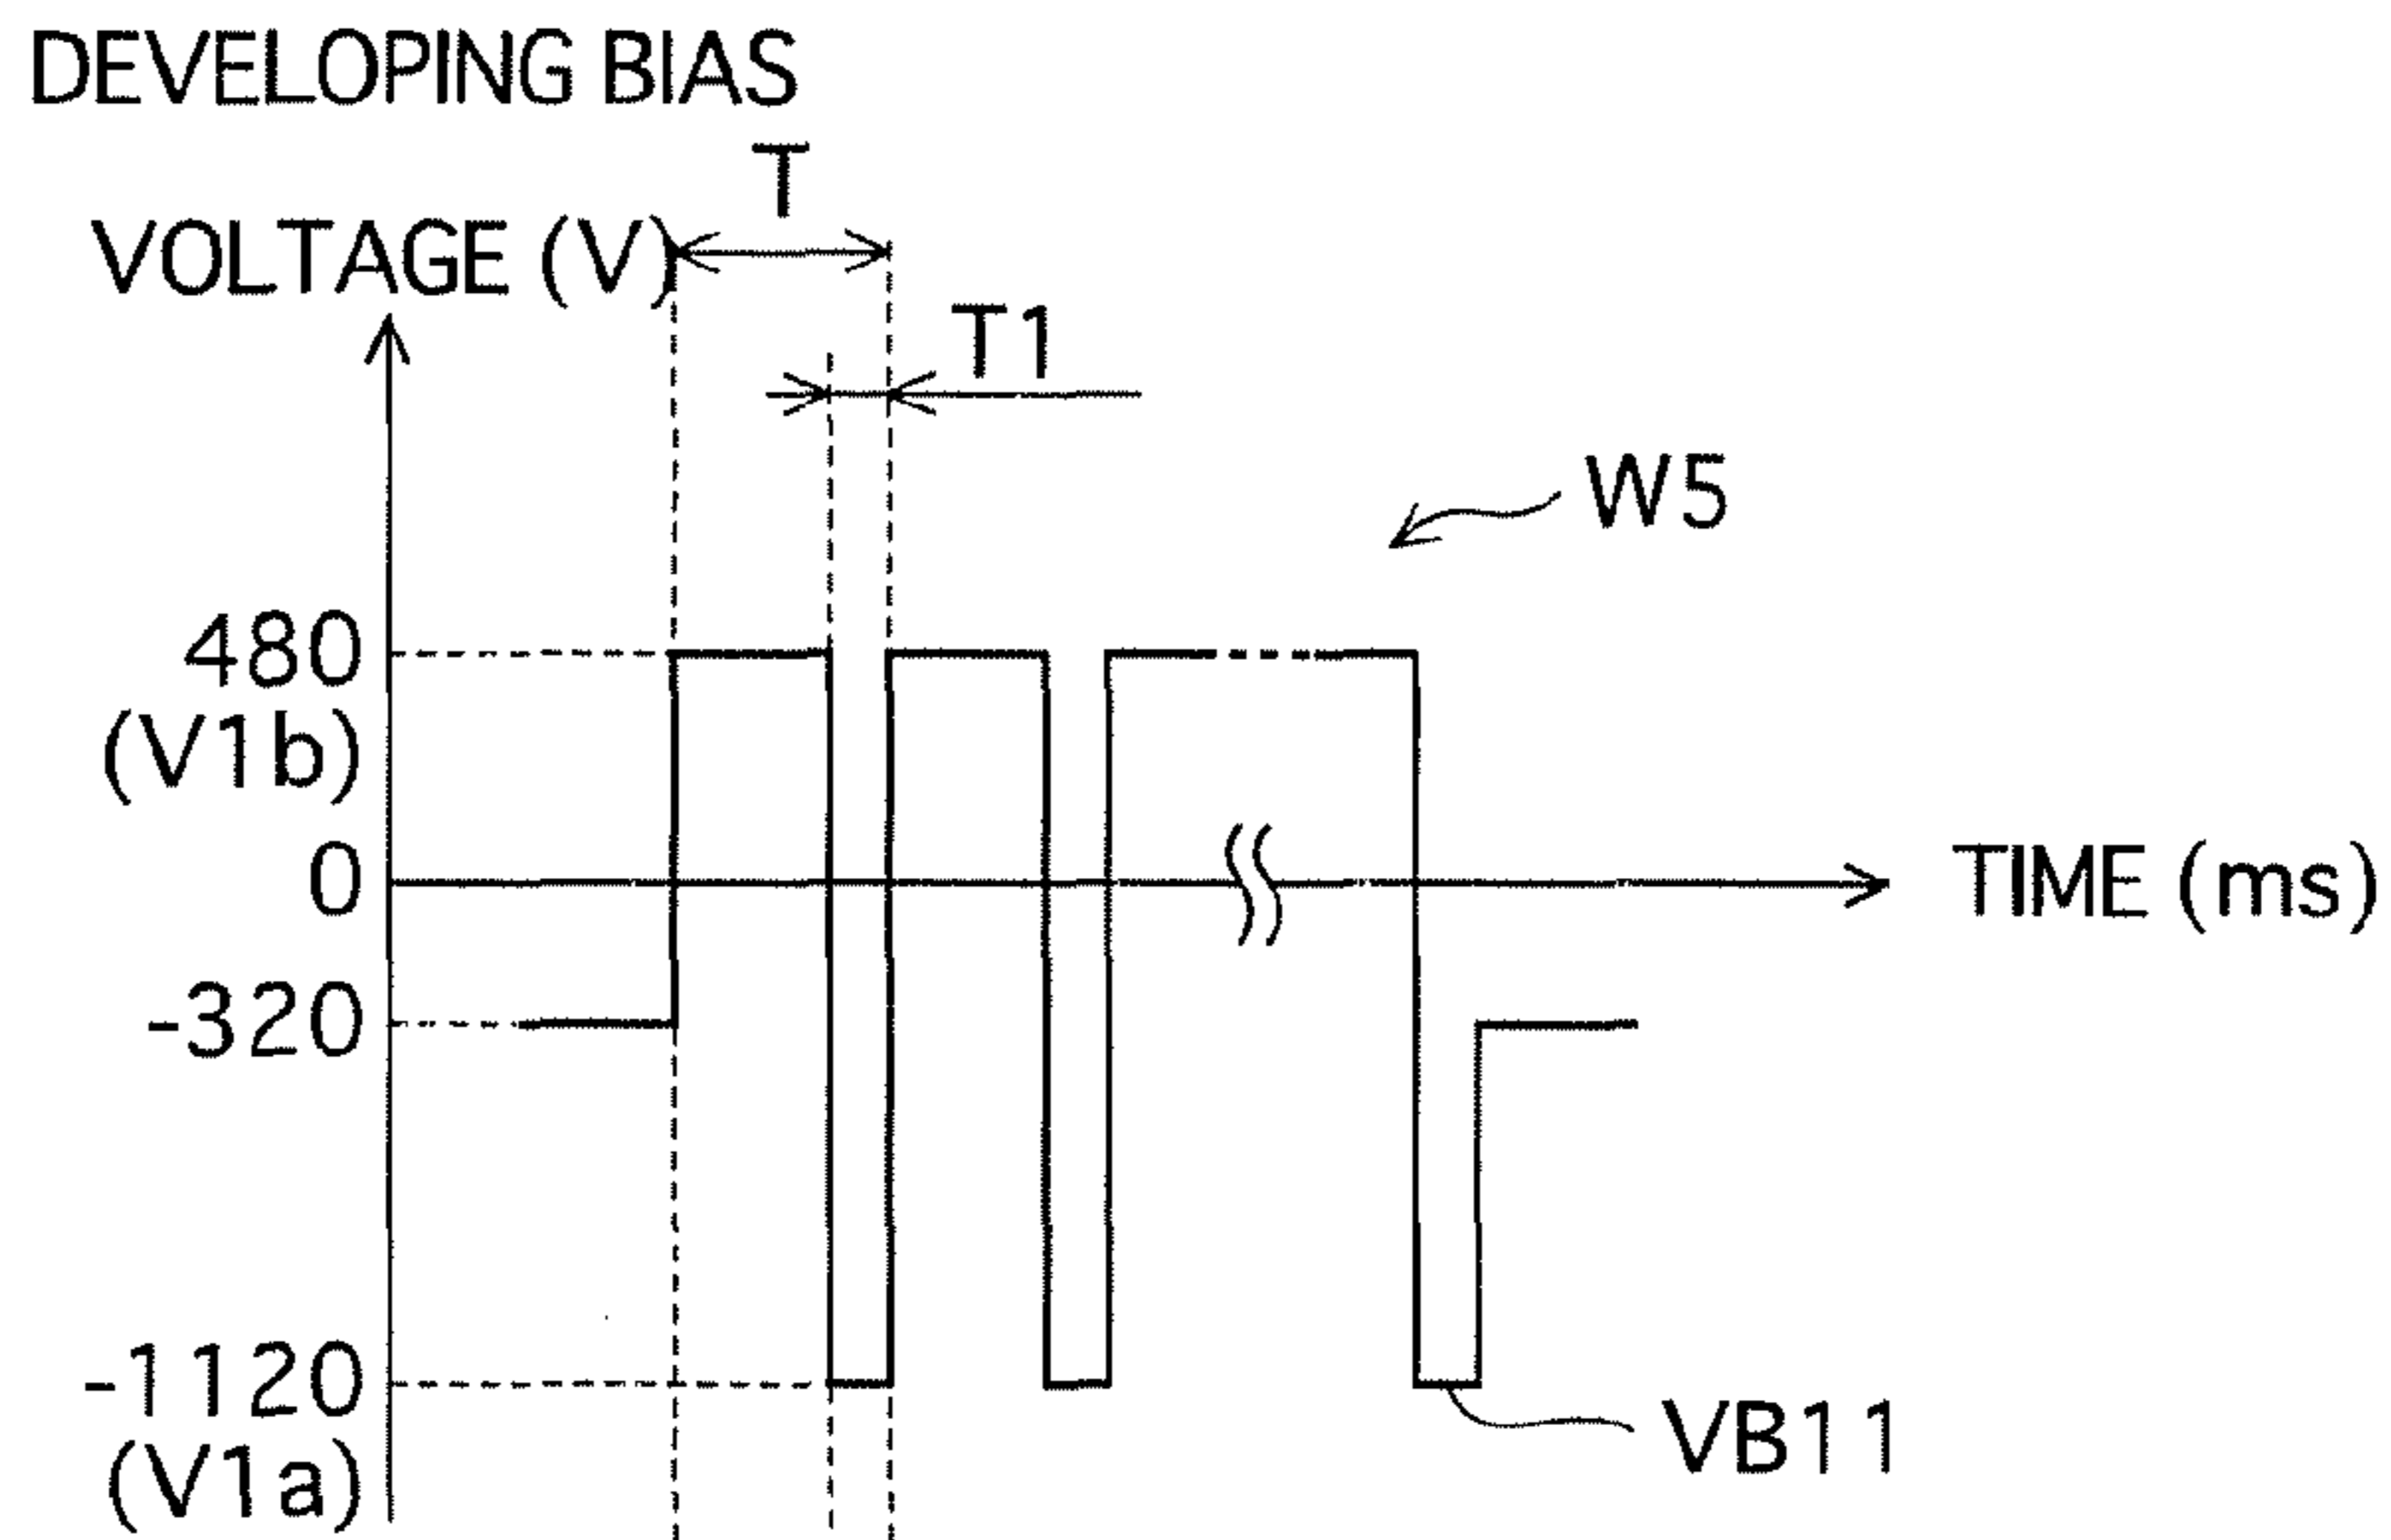 DEVELOPING BIAS
T
VOLTAGE (V)
T1
W5
480
(V1b)
0
TIME (ms)
-320
-1120
(V1a)
VB11